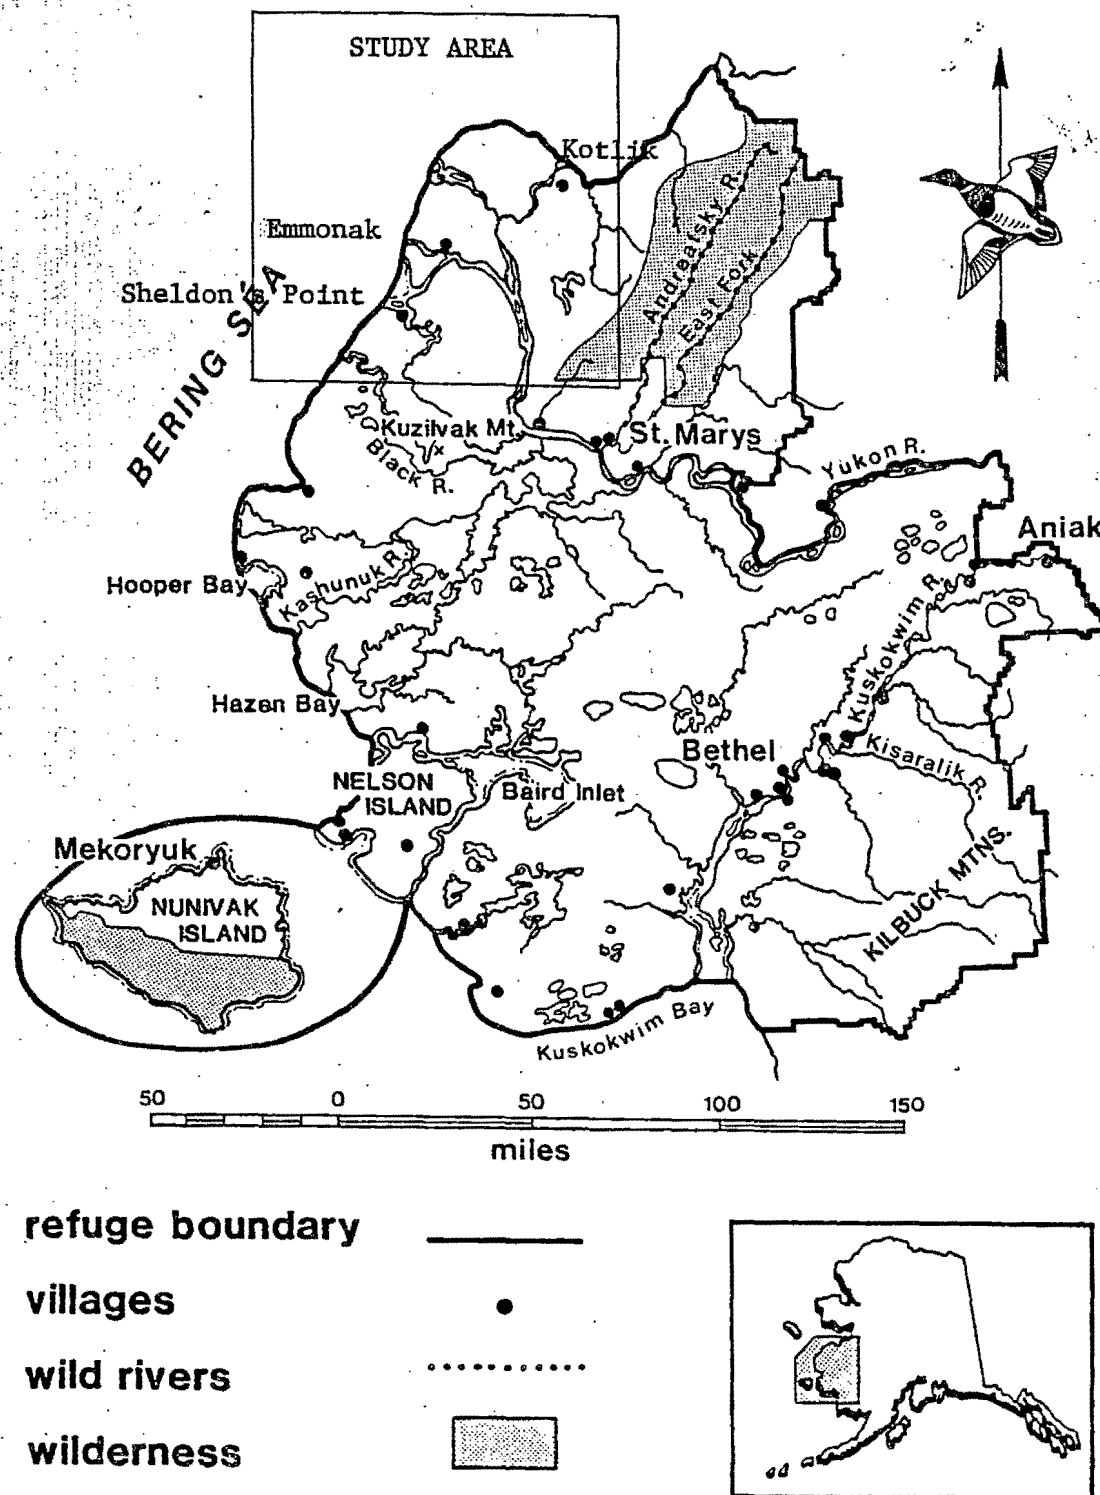 STUDY AREA
Kotlik
Emmonak
Sheldon's Point
BERING SEA
Andreafsky R.
East Fork
Kuzilvak Mt.
Black R.
St. Marys
Yukon R.
Aniak
Hooper Bay
Kashunuk R.
Kuskokwim R.
Hazen Bay
Bethel
Kisaralik R.
NELSON
ISLAND
Baird Inlet
Mekoryuk
NUNIVAK
ISLAND
KILBUCK MTNS.
Kuskokwim Bay
50 0 50 100 150
miles
refuge boundary
villages
wild rivers
wilderness